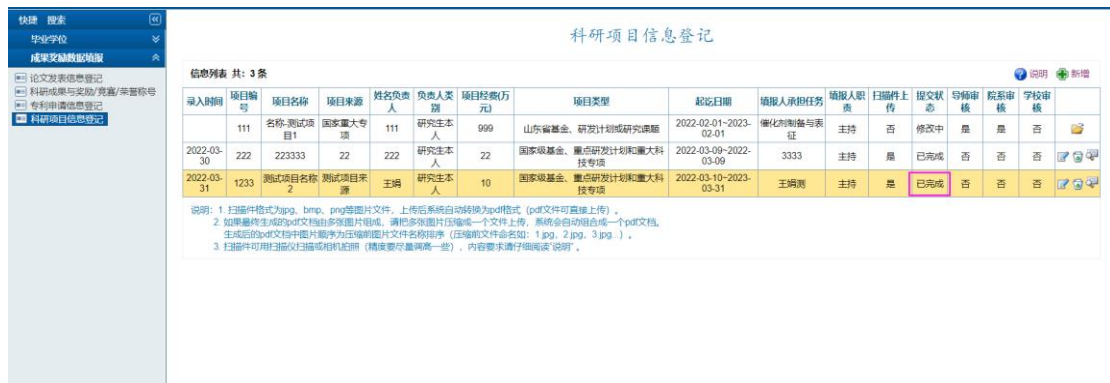 快捷 搜索
毕业学位
成果奖励数据填报
论文发表信息登记
科研成果与奖励/竞赛/荣誉称号
专利申请信息登记
科研项目信息登记
科研项目信息登记
信息列表 共: 3 条
说明 新增
录入时间 项目编号 项目名称 项目来源 姓名负责人 负责人类别 项目经费(万元) 项目类型 起讫日期 填报人承担任务 填报人职责 扫描件上传 提交状态 导师审核 院系审核 学校审核
111 名称-测试项目1 国家重大专项 111 研究生本人 999 山东省基金、研发计划或研究课题 2022-02-01~2023-02-01 催化剂制备与表征 主持 否 修改中 是 是 否
2022-03-30 222 223333 22 222 研究生本人 22 国家级基金、重点研发计划和重大科技专项 2022-03-09~2022-03-09 3333 主持 是 已完成 否 否 否
2022-03-31 1233 测试项目名称2 测试项目来源 王娟 研究生本人 10 国家级基金、重点研发计划和重大科技专项 2022-03-10~2023-03-31 王娟测 主持 是 已完成 否 否 否
说明: 1. 扫描件格式为jpg、bmp、png等图片文件，上传后系统自动转换为pdf格式（pdf文件可直接上传）。
2. 如果最终生成的pdf文档由多张图片组成、请把多张图片压缩成一个文件上传，系统会自动组合成一个pdf文档。
生成后的pdf文档中图片顺序为压缩前图片文件名称排序（压缩前文件命名如：1.jpg，2.jpg，3.jpg...）。
3. 扫描件可用扫描仪扫描或相机拍照（精度要尽量调高一些），内容要求请仔细阅读"说明"。